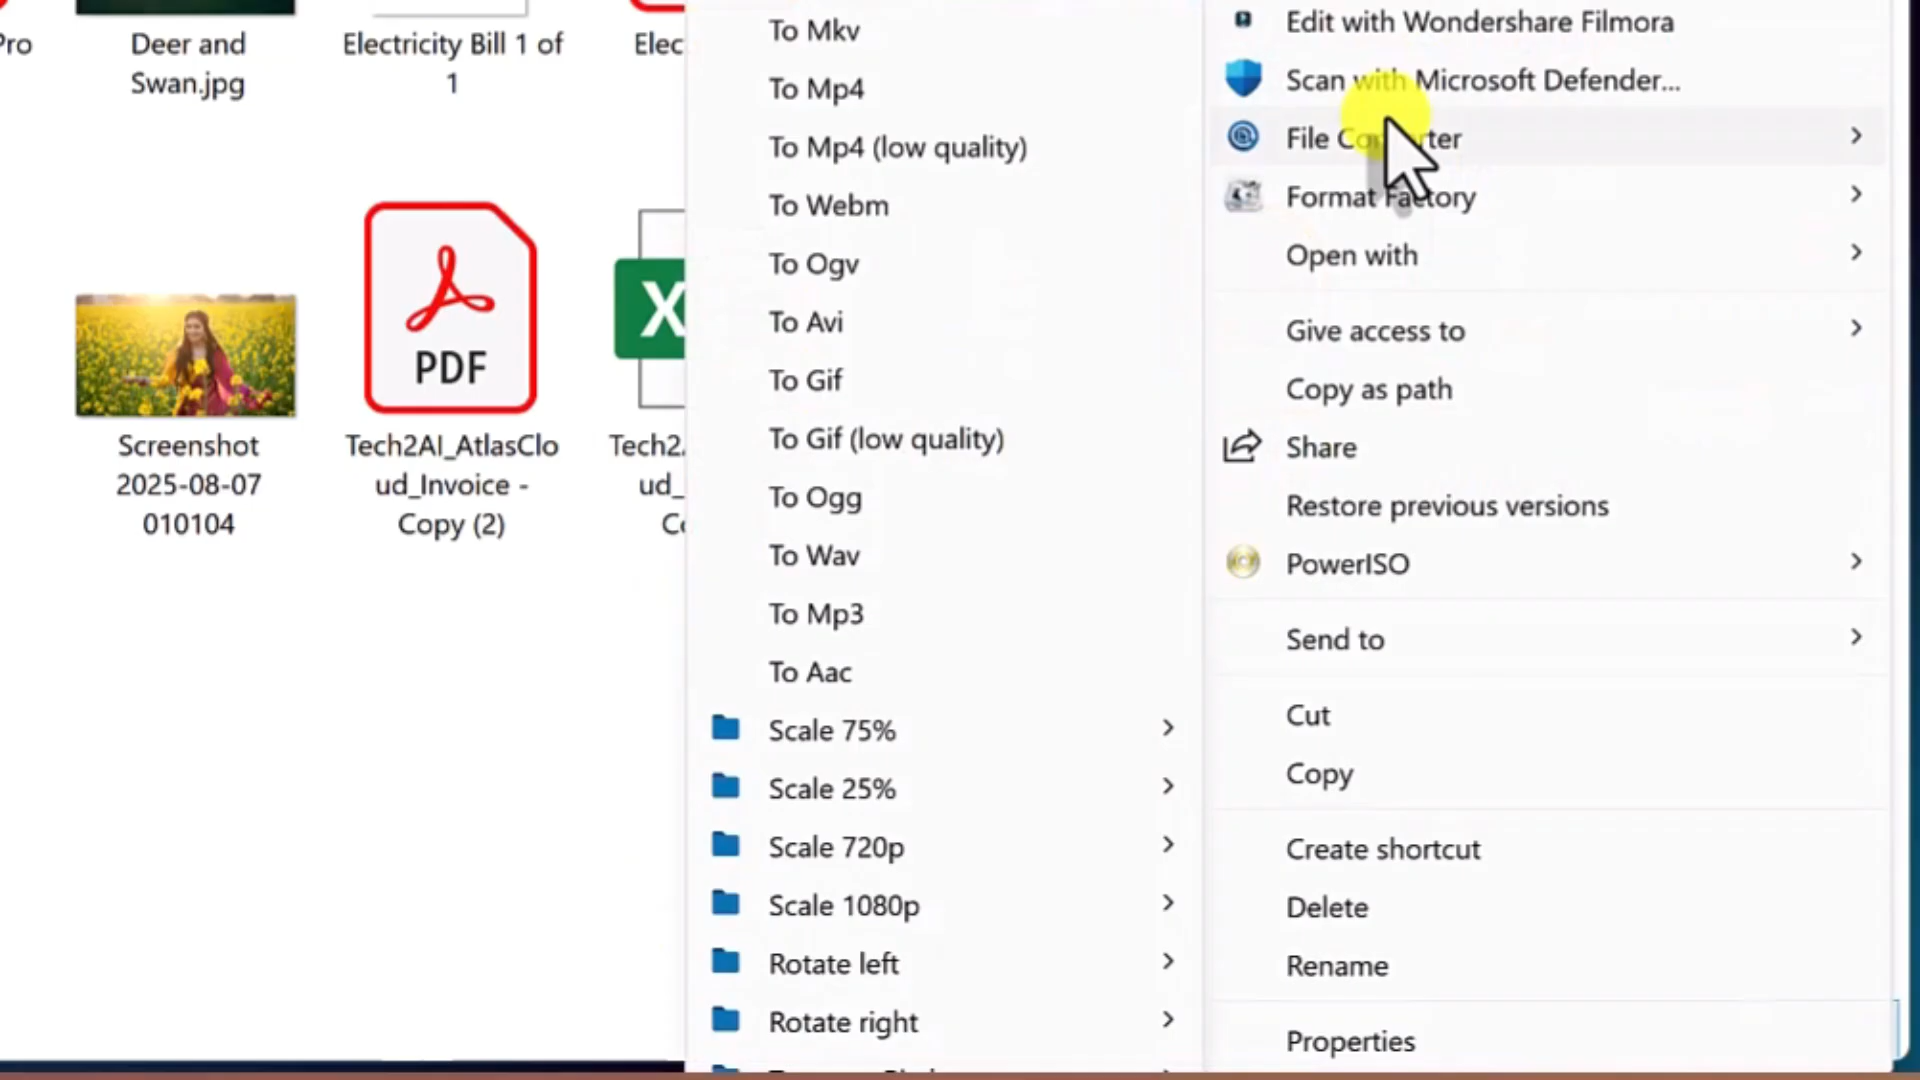 Pro
Deer and
Swan.jpg
Electricity Bill 1 of
1
Elec
PDF
X
Screenshot
2025-08-07
010104
Tech2AI_AtlasClo
ud_Invoice -
Copy (2)
Tech2.
ud_
Co
To Mkv
To Mp4
To Mp4 (low quality)
To Webm
To Ogv
To Avi
To Gif
To Gif (low quality)
To Ogg
To Wav
To Mp3
To Aac
Scale 75%
Scale 25%
Scale 720p
Scale 1080p
Rotate left
Rotate right
Edit with Wondershare Filmora
Scan with Microsoft Defender...
File Converter
Format Factory
Open with
Give access to
Copy as path
Share
Restore previous versions
PowerISO
Send to
Cut
Copy
Create shortcut
Delete
Rename
Properties